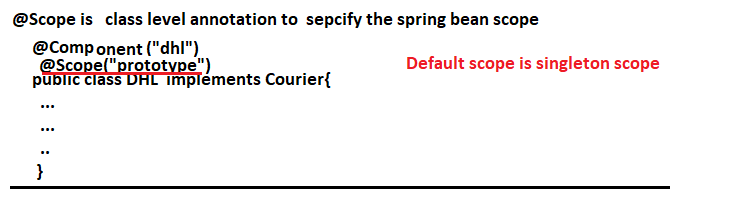 @Scope is class level annotation to sepcify the spring bean scope
@Component ("dhl")
@Scope("prototype")
Default scope is singleton scope
public class DHL implements Courier{
...
...
..
}